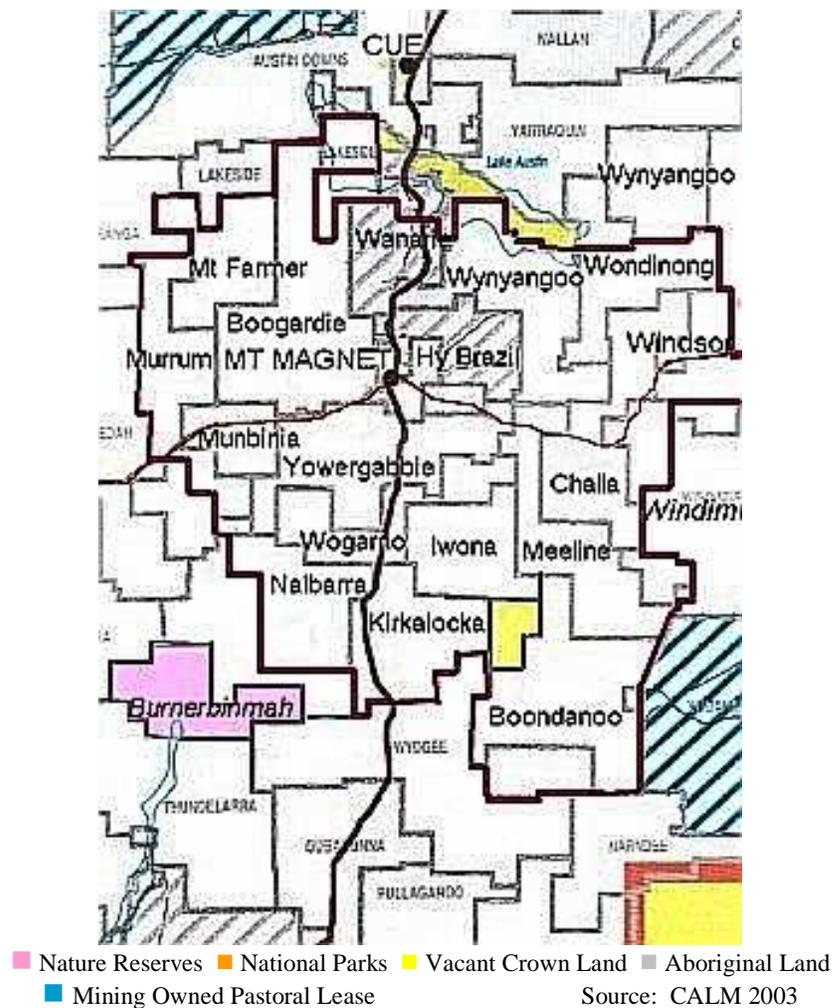 CUE
NALLAN
AUSTIN DOWNS
YARRAQUIN
Lake Austin
Wynyangoo
LAKESIDE
Wanarie
Mt Farmer
Wynyangoo
Wondinong
Boogardie
Windsor
Murrum
MT MAGNET
Hy Brazil
Munbinia
Yowergabbie
Challa
Windim
Wogarno
Iwona
Meeline
Nalbarra
Kirkalocka
Burnerbinmah
Boondanoo
WYDGEE
THUNDELARRA
NARNDEE
PULLAGAROO
Nature Reserves National Parks Vacant Crown Land Aboriginal Land
Mining Owned Pastoral Lease Source: CALM 2003